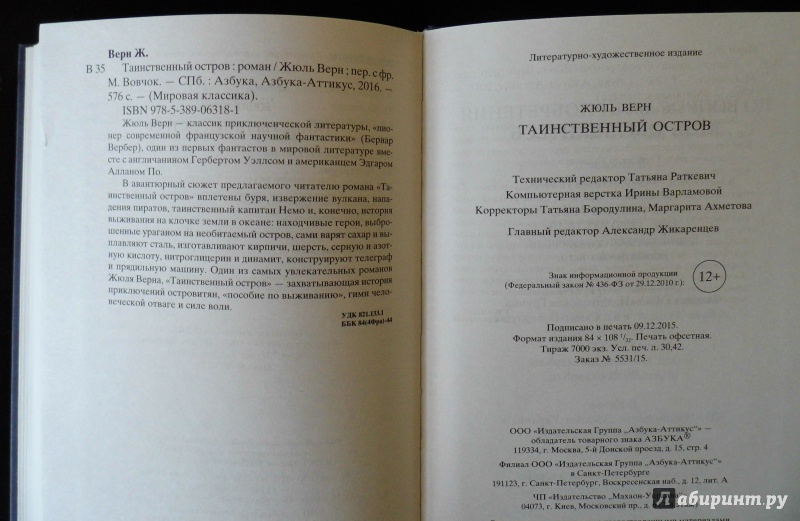 Верн Ж.
В 35 Таинственный остров : роман / Жюль Верн ; пер. с фр.
М. Вовчок. — СПб. : Азбука, Азбука-Аттикус, 2016. —
576 с. — (Мировая классика).
ISBN 978-5-389-06318-1
Жюль Верн — классик приключенческой литературы, «пио-
нер современной французской научной фантастики» (Бернар
Вербер), один из первых фантастов в мировой литературе вме-
сте с англичанином Гербертом Уэллсом и американцем Эдгаром
Алланом По.
В авантюрный сюжет предлагаемого читателю романа «Та-
инственный остров» вплетены буря, извержение вулкана, напа-
дения пиратов, таинственный капитан Немо и, конечно, история
выживания на клочке земли в океане: находчивые герои, выбро-
шенные ураганом на необитаемый остров, сами варят сахар и вы-
плавляют сталь, изготавливают кирпичи, шерсть, серную и азот-
ную кислоту, нитроглицерин и динамит, конструируют телеграф
и прядильную машину. Один из самых увлекательных романов
Жюля Верна, «Таинственный остров» — захватывающая история
приключений островитян, «пособие по выживанию», гимн чело-
веческой отваге и силе воли.
УДК 821.133.1
ББК 84(4Фра)-44
Литературно-художественное издание
ЖЮЛЬ ВЕРН
ТАИНСТВЕННЫЙ ОСТРОВ
Технический редактор Татьяна Раткевич
Компьютерная верстка Ирины Варламовой
Корректоры Татьяна Бородулина, Маргарита Ахметова
Главный редактор Александр Жикаренцев
Знак информационной продукции
(Федеральный закон № 436-ФЗ от 29.12.2010 г.): 12+
Подписано в печать 09.12.2015.
Формат издания 84 × 108 1/32. Печать офсетная.
Тираж 7000 экз. Усл. печ. л. 30,42.
Заказ № 5531/15.
ООО «Издательская Группа „Азбука-Аттикус“» —
обладатель товарного знака АЗБУКА®
119334, г. Москва, 5-й Донской проезд, д. 15, стр. 4
Филиал ООО «Издательская Группа „Азбука-Аттикус“»
в Санкт-Петербурге
191123, г. Санкт-Петербург, Воскресенская наб., д. 12, лит. А
ЧП «Издательство „Махаон-
04073, г. Киев, Московский пр., д.
Лабиринт.ру